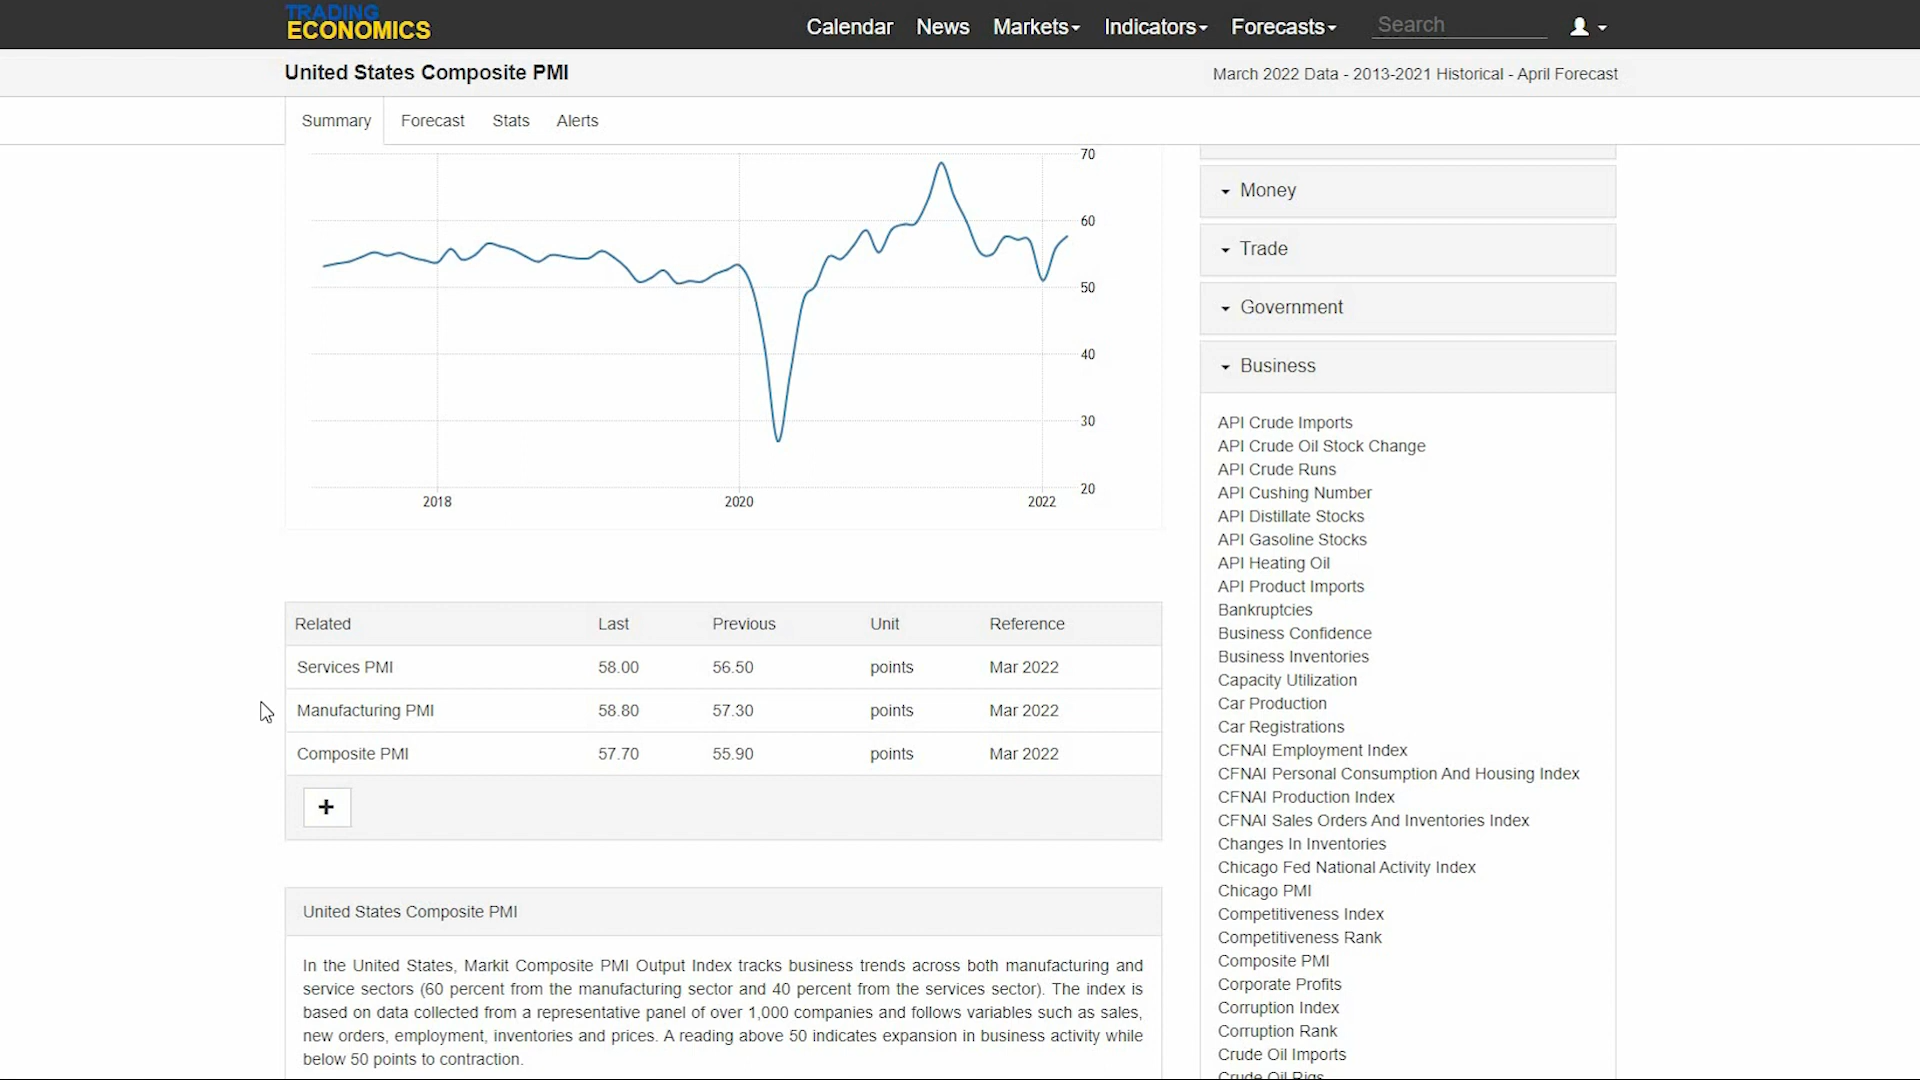 TRADING
ECONOMICS
Calendar News Markets Indicators Forecasts Search
United States Composite PMI
March 2022 Data - 2013-2021 Historical - April Forecast
Summary Forecast Stats Alerts
70
60
50
40
30
20
2018 2020 2022
Related Last Previous Unit Reference
Services PMI 58.00 56.50 points Mar 2022
Manufacturing PMI 58.80 57.30 points Mar 2022
Composite PMI 57.70 55.90 points Mar 2022
+
United States Composite PMI
In the United States, Markit Composite PMI Output Index tracks business trends across both manufacturing and
service sectors (60 percent from the manufacturing sector and 40 percent from the services sector). The index is
based on data collected from a representative panel of over 1,000 companies and follows variables such as sales,
new orders, employment, inventories and prices. A reading above 50 indicates expansion in business activity while
below 50 points to contraction.
Money
Trade
Government
Business
API Crude Imports
API Crude Oil Stock Change
API Crude Runs
API Cushing Number
API Distillate Stocks
API Gasoline Stocks
API Heating Oil
API Product Imports
Bankruptcies
Business Confidence
Business Inventories
Capacity Utilization
Car Production
Car Registrations
CFNAI Employment Index
CFNAI Personal Consumption And Housing Index
CFNAI Production Index
CFNAI Sales Orders And Inventories Index
Changes In Inventories
Chicago Fed National Activity Index
Chicago PMI
Competitiveness Index
Competitiveness Rank
Composite PMI
Corporate Profits
Corruption Index
Corruption Rank
Crude Oil Imports
Crude Oil Rigs